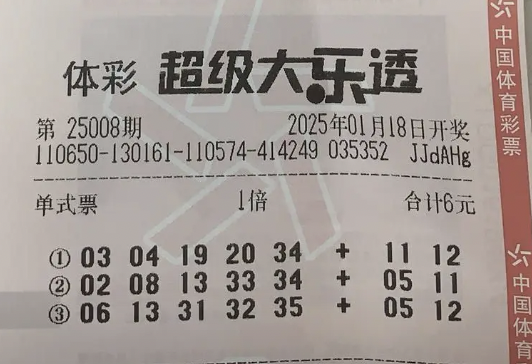 体彩 超级大乐透
第 25008期 2025年01月18日开奖
110650-130161-110574-414249 035352 JJdAHg
单式票 1倍 合计6元
① 03 04 19 20 34 + 11 12
② 02 08 13 33 34 + 05 11
③ 06 13 31 32 35 + 05 12
中国体育彩票
中国体育